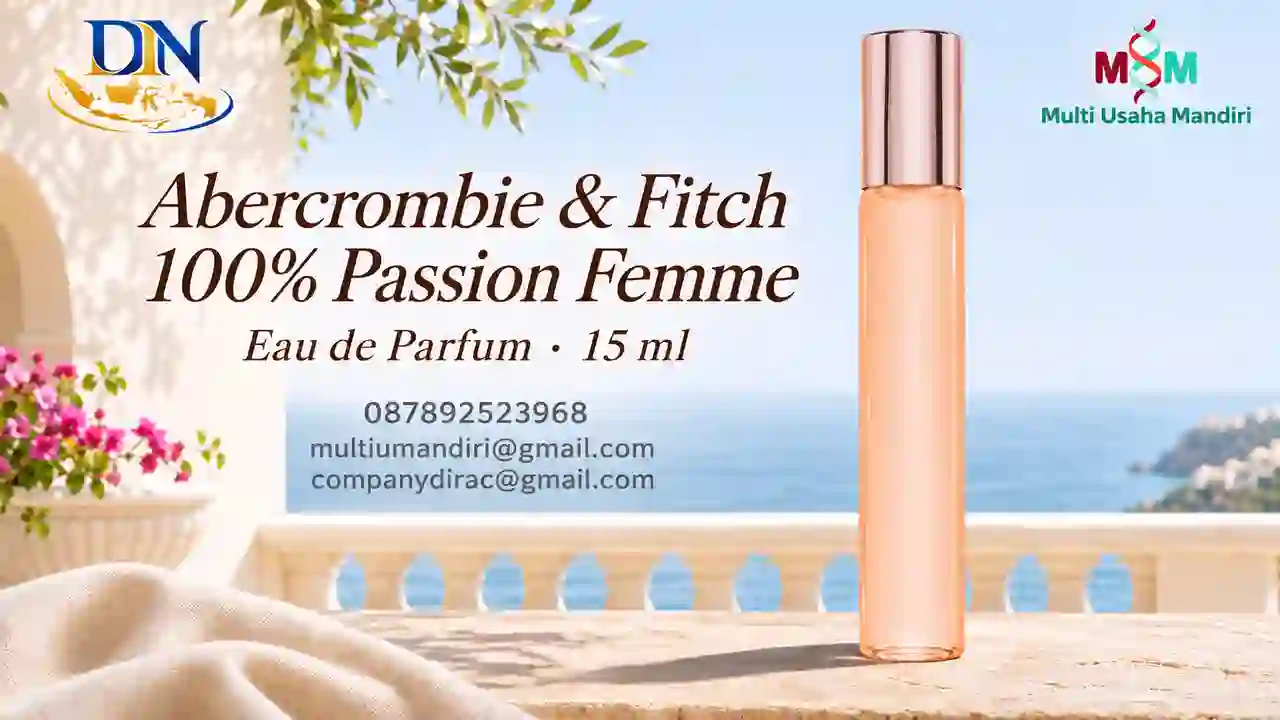 DIN
MSM
Multi Usaha Mandiri
Abercrombie & Fitch
100% Passion Femme
Eau de Parfum · 15 ml
087892523968
multiumandiri@gmail.com
companydirac@gmail.com